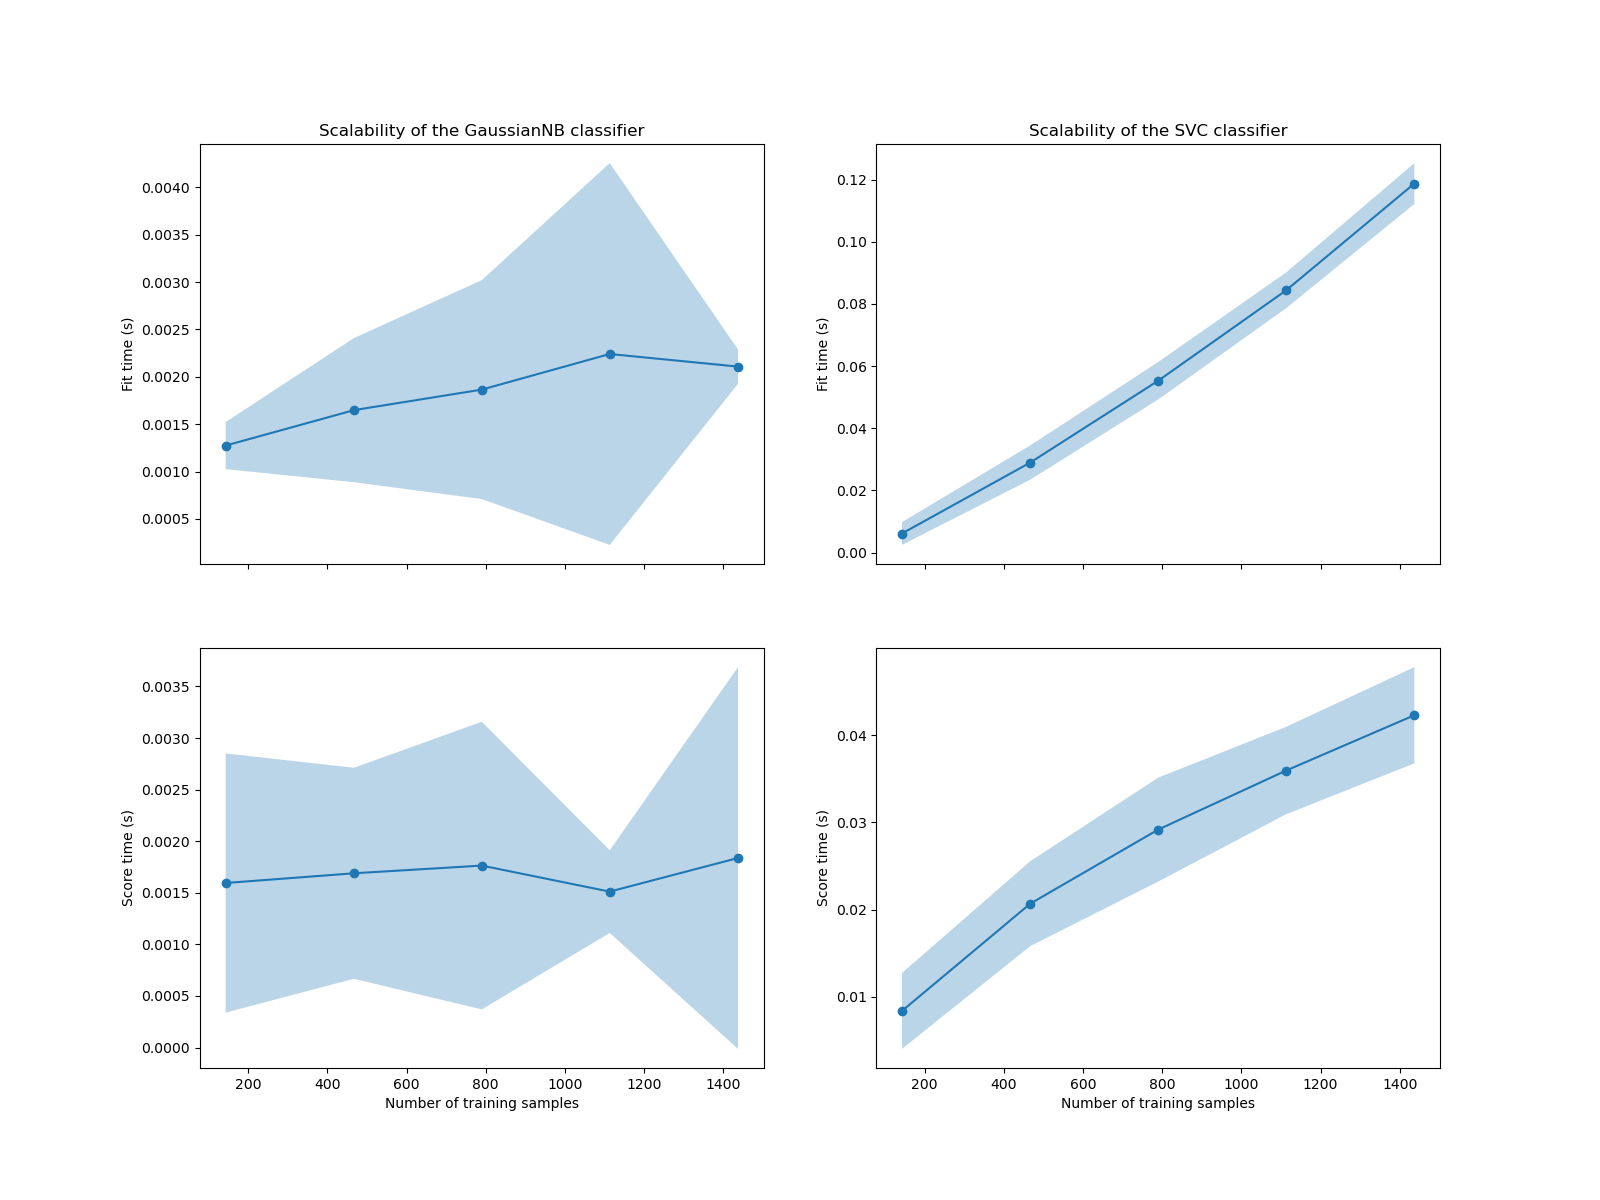 Scalability of the GaussianNB classifier
0.0040
0.0035
0.0030
0.0025
0.0020
0.0015
0.0010
0.0005
Fit time (s)
Scalability of the SVC classifier
0.12
0.10
0.08
0.06
0.04
0.02
0.00
Fit time (s)
0.0035
0.0030
0.0025
0.0020
0.0015
0.0010
0.0005
0.0000
Score time (s)
200 400 600 800 1000 1200 1400
Number of training samples
0.04
0.03
0.02
0.01
Score time (s)
200 400 600 800 1000 1200 1400
Number of training samples